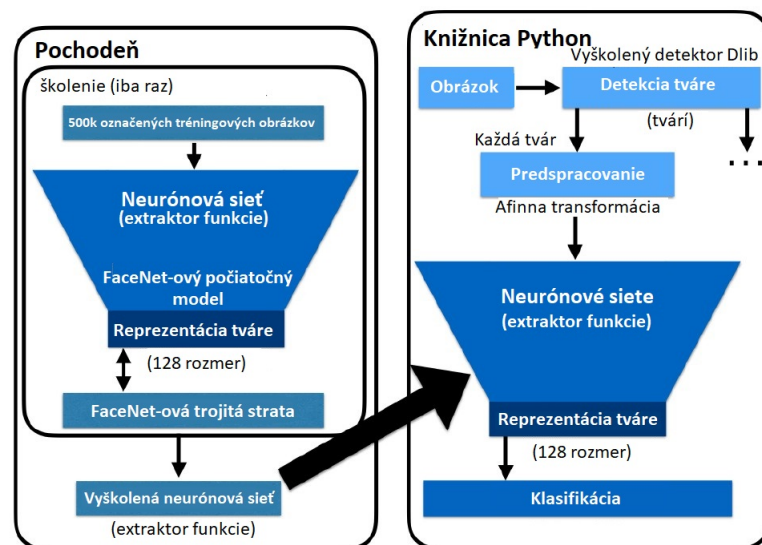 Pochodeň
školenie (iba raz)
500k označených tréningových obrázkov
Neurónová sieť
(extraktor funkcie)
FaceNet-ový počiatočný
model
Reprezentácia tváre
(128 rozmer)
FaceNet-ová trojitá strata
Vyškolená neurónová sieť
(extraktor funkcie)
Knižnica Python
Vyškolený detektor Dlib
Obrázok
Detekcia tváre
(tvárí)
Každá tvár
...
Predspracovanie
Afinna transformácia
Neurónové siete
(extraktor funkcie)
Reprezentácia tváre
(128 rozmer)
Klasifikácia